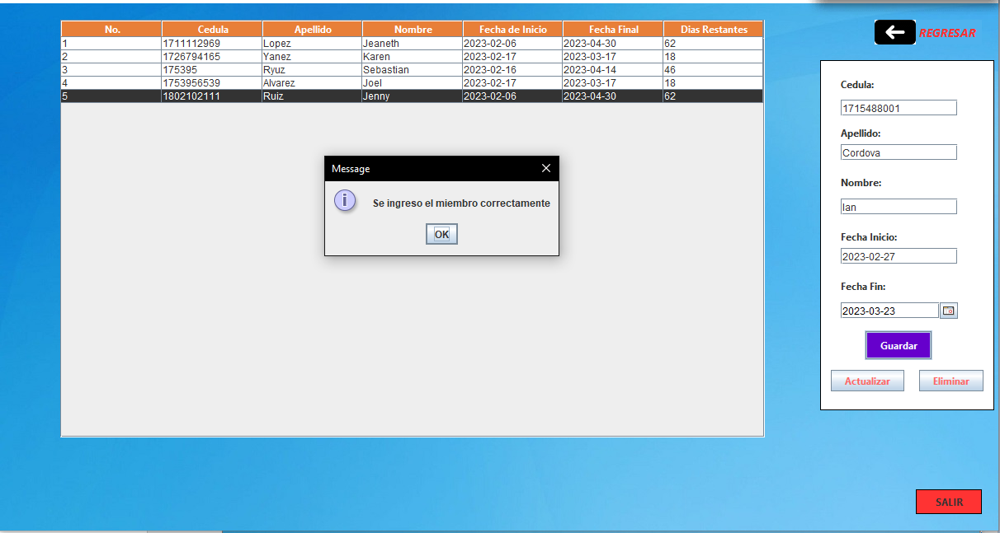 No. Cedula Apellido Nombre Fecha de Inicio Fecha Final Dias Restantes
1 1711112969 Lopez Jeaneth 2023-02-06 2023-04-30 62
2 1726794165 Yanez Karen 2023-02-17 2023-03-17 18
3 175395 Ryuz Sebastian 2023-02-16 2023-04-14 46
4 1753956539 Alvarez Joel 2023-02-17 2023-03-17 18
5 1802102111 Ruiz Jenny 2023-02-06 2023-04-30 62
Message
Se ingreso el miembro correctamente
OK
REGRESAR
Cedula:
1715488001
Apellido:
Cordova
Nombre:
Ian
Fecha Inicio:
2023-02-27
Fecha Fin:
2023-03-23
Guardar
Actualizar Eliminar
SALIR